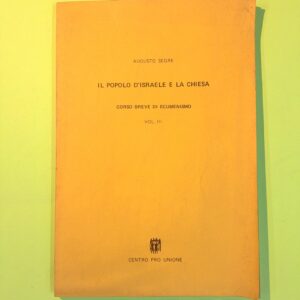 AUGUSTO SEGRE
IL POPOLO D'ISRAELE E LA CHIESA
CORSO BREVE DI ECUMENISMO
VOL. III
CENTRO PRO UNIONE